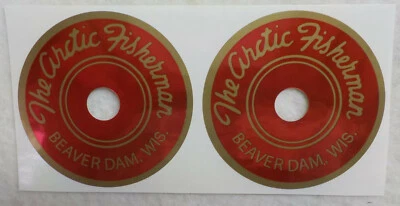 The Arctic Fisherman
BEAVER DAM, WIS.
The Arctic Fisherman
BEAVER DAM, WIS.